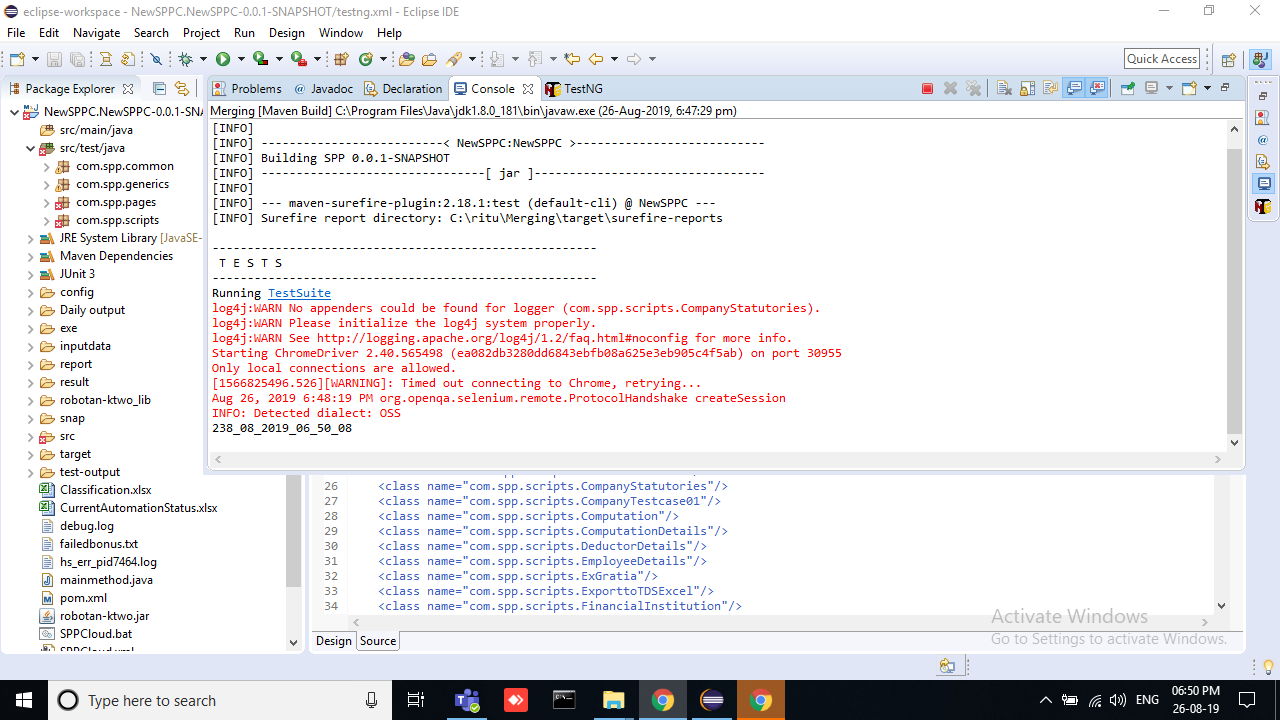 eclipse-workspace - NewSPPC.NewSPPC-0.0.1-SNAPSHOT/testng.xml - Eclipse IDE
File Edit Navigate Search Project Run Design Window Help
Quick Access
Package Explorer
Problems Javadoc Declaration Console TestNG
Merging [Maven Build] C:\Program Files\Java\jdk1.8.0_181\bin\javaw.exe (26-Aug-2019, 6:47:29 pm)
[INFO]
[INFO] --------------------------< NewSPPC:NewSPPC >---------------------------
[INFO] Building SPP 0.0.1-SNAPSHOT
[INFO] --------------------------------[ jar ]---------------------------------
[INFO]
[INFO] --- maven-surefire-plugin:2.18.1:test (default-cli) @ NewSPPC ---
[INFO] Surefire report directory: C:\ritu\Merging\target\surefire-reports
-------------------------------------------------------
T E S T S
-------------------------------------------------------
Running TestSuite
log4j:WARN No appenders could be found for logger (com.spp.scripts.CompanyStatutories).
log4j:WARN Please initialize the log4j system properly.
log4j:WARN See http://logging.apache.org/log4j/1.2/faq.html#noconfig for more info.
Starting ChromeDriver 2.40.565498 (ea082db3280dd6843ebfb08a625e3eb905c4f5ab) on port 30955
Only local connections are allowed.
[1566825496.526][WARNING]: Timed out connecting to Chrome, retrying...
Aug 26, 2019 6:48:19 PM org.openqa.selenium.remote.ProtocolHandshake createSession
INFO: Detected dialect: OSS
238_08_2019_06_50_08
NewSPPC.NewSPPC-0.0.1-SNA
src/main/java
src/test/java
com.spp.common
com.spp.generics
com.spp.pages
com.spp.scripts
JRE System Library [JavaSE-
Maven Dependencies
JUnit 3
config
Daily output
exe
inputdata
report
result
robotan-ktwo_lib
snap
src
target
test-output
Classification.xlsx
CurrentAutomationStatus.xlsx
debug.log
failedbonus.txt
hs_err_pid7464.log
mainmethod.java
pom.xml
robotan-ktwo.jar
SPPCloud.bat
SPPCloud.xml
26 <class name="com.spp.scripts.CompanyStatutories"/>
27 <class name="com.spp.scripts.CompanyTestcase01"/>
28 <class name="com.spp.scripts.Computation"/>
29 <class name="com.spp.scripts.ComputationDetails"/>
30 <class name="com.spp.scripts.DeductorDetails"/>
31 <class name="com.spp.scripts.EmployeeDetails"/>
32 <class name="com.spp.scripts.ExGratia"/>
33 <class name="com.spp.scripts.ExporttoTDSExcel"/>
34 <class name="com.spp.scripts.FinancialInstitution"/>
Design Source
Activate Windows
Go to Settings to activate Windows.
Type here to search
ENG
06:50 PM
26-08-19